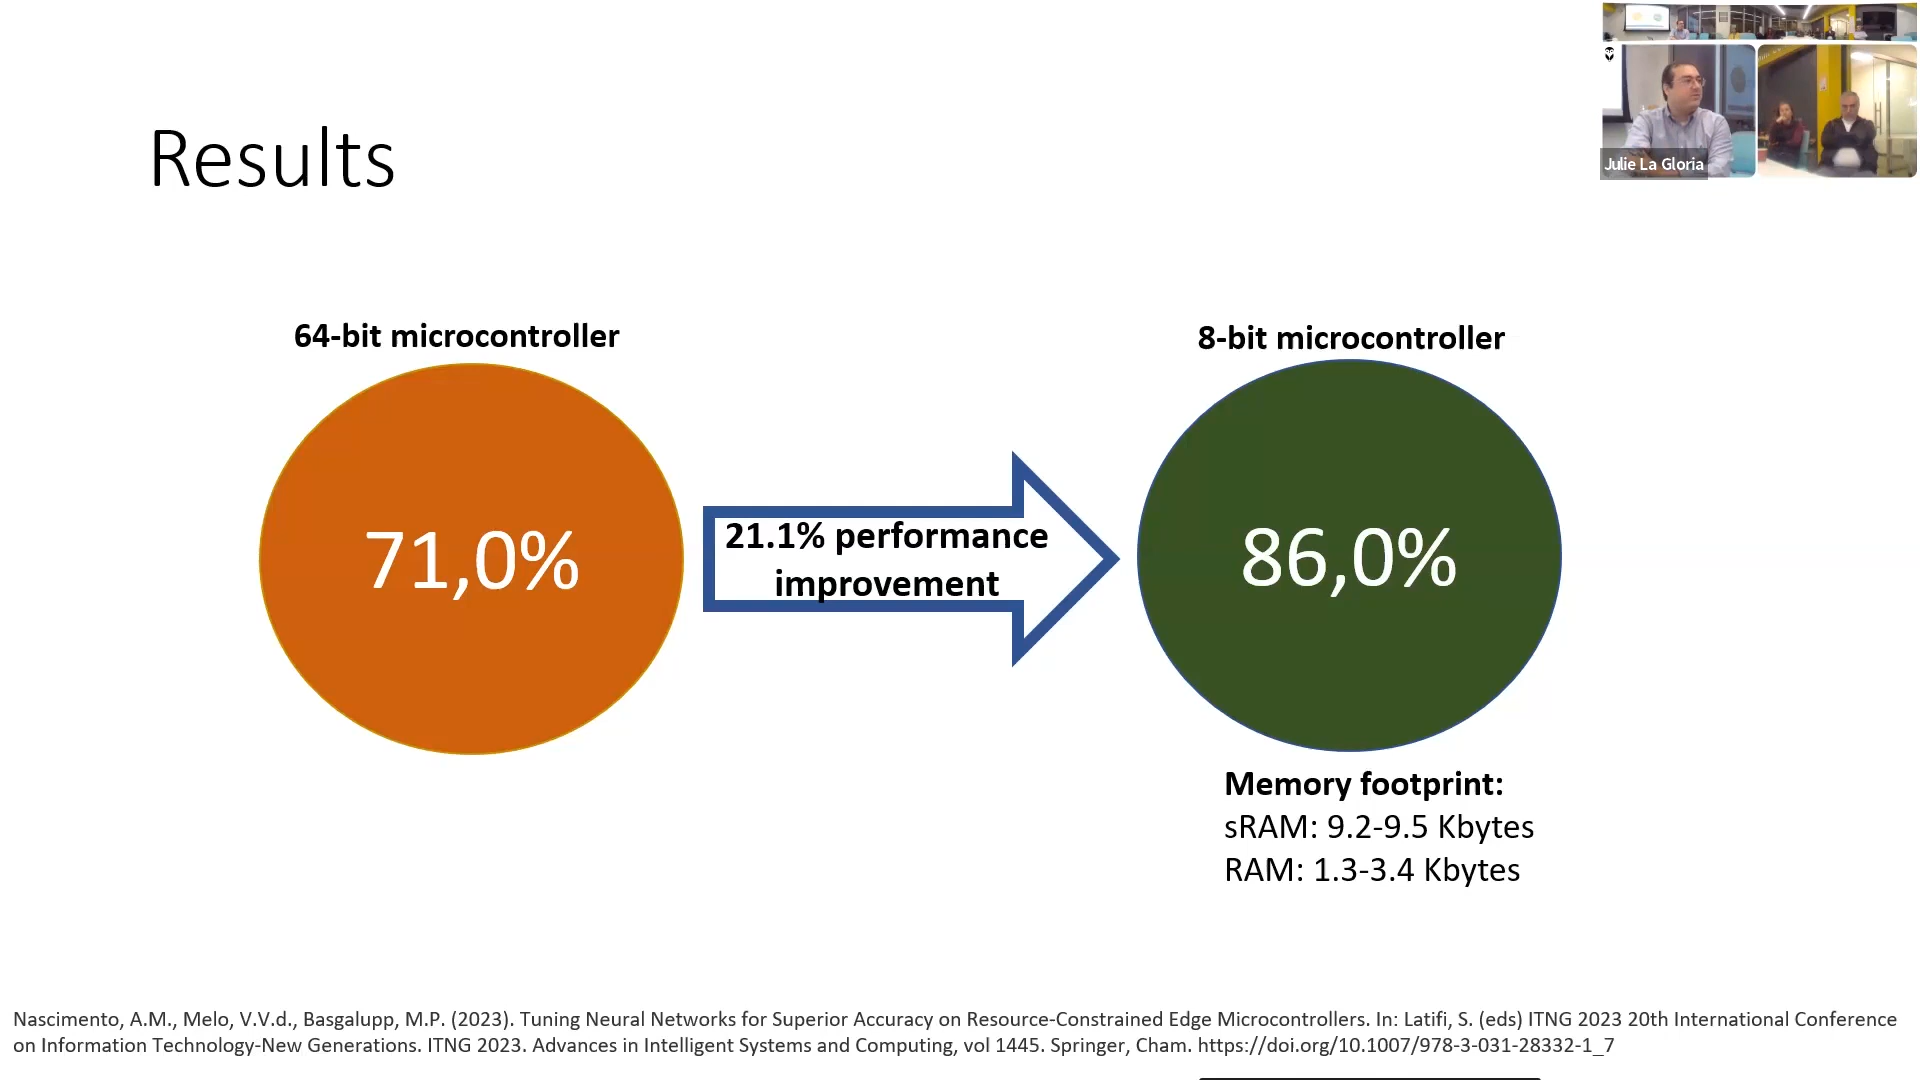 Results
Julie La Gloria
64-bit microcontroller
8-bit microcontroller
71,0%
21.1% performance
improvement
86,0%
Memory footprint:
sRAM: 9.2-9.5 Kbytes
RAM: 1.3-3.4 Kbytes
Nascimento, A.M., Melo, V.V.d., Basgalupp, M.P. (2023). Tuning Neural Networks for Superior Accuracy on Resource-Constrained Edge Microcontrollers. In: Latifi, S. (eds) ITNG 2023 20th International Conference
on Information Technology-New Generations. ITNG 2023. Advances in Intelligent Systems and Computing, vol 1445. Springer, Cham. https://doi.org/10.1007/978-3-031-28332-1_7